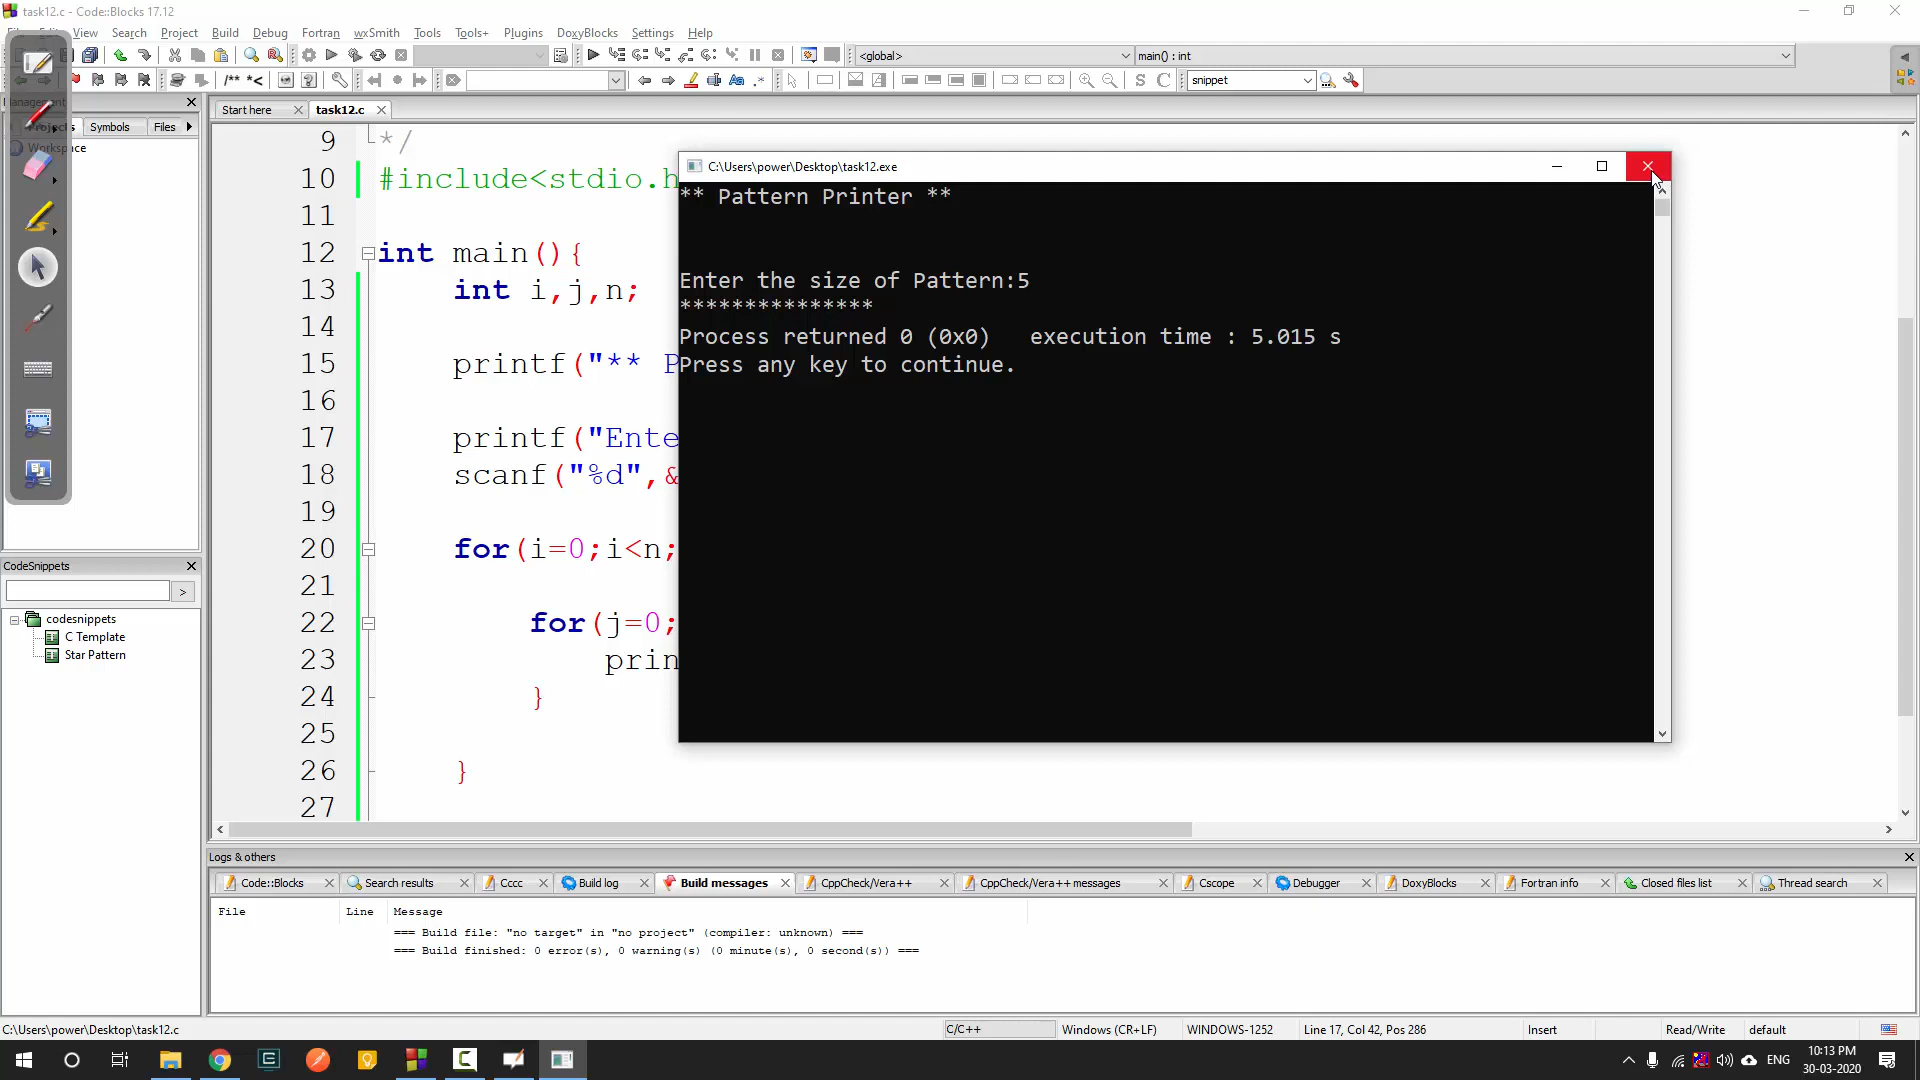 task12.c - Code::Blocks 17.12
View Search Project Build Debug Fortran wxSmith Tools Tools+ Plugins DoxyBlocks Settings Help
<global> main() : int
/** *< Aa .* S C snippet
Management
Projects Symbols Files
Workspace
Start here task12.c
9 */
10 #include<stdio.h
11
12 int main(){
13 int i,j,n;
14
15 printf("** P
16
17 printf("Ente
18 scanf("%d",&
19
20 for(i=0;i<n;
21
22 for(j=0;
23 prin
24 }
25
26 }
27
C:\Users\power\Desktop\task12.exe
** Pattern Printer **
Enter the size of Pattern:5
***************
Process returned 0 (0x0) execution time : 5.015 s
Press any key to continue.
CodeSnippets
>
codesnippets
C Template
Star Pattern
Logs & others
Code::Blocks Search results Cccc Build log Build messages CppCheck/Vera++ CppCheck/Vera++ messages Cscope Debugger DoxyBlocks Fortran info Closed files list Thread search
File Line Message
=== Build file: "no target" in "no project" (compiler: unknown) ===
=== Build finished: 0 error(s), 0 warning(s) (0 minute(s), 0 second(s)) ===
C:\Users\power\Desktop\task12.c C/C++ Windows (CR+LF) WINDOWS-1252 Line 17, Col 42, Pos 286 Insert Read/Write default
ENG 10:13 PM
30-03-2020